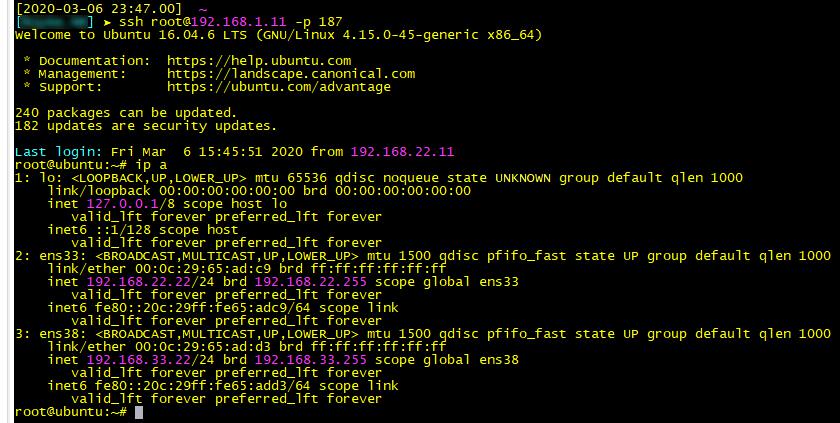 [2020-03-06 23:47.00]  ~
[ ] ➤ ssh root@192.168.1.11 -p 187
Welcome to Ubuntu 16.04.6 LTS (GNU/Linux 4.15.0-45-generic x86_64)
* Documentation:  https://help.ubuntu.com
* Management:     https://landscape.canonical.com
* Support:        https://ubuntu.com/advantage
240 packages can be updated.
182 updates are security updates.
Last login: Fri Mar  6 15:45:51 2020 from 192.168.22.11
root@ubuntu:~# ip a
1: lo: <LOOPBACK,UP,LOWER_UP> mtu 65536 qdisc noqueue state UNKNOWN group default qlen 1000
    link/loopback 00:00:00:00:00:00 brd 00:00:00:00:00:00
    inet 127.0.0.1/8 scope host lo
       valid_lft forever preferred_lft forever
    inet6 ::1/128 scope host
       valid_lft forever preferred_lft forever
2: ens33: <BROADCAST,MULTICAST,UP,LOWER_UP> mtu 1500 qdisc pfifo_fast state UP group default qlen 1000
    link/ether 00:0c:29:65:ad:c9 brd ff:ff:ff:ff:ff:ff
    inet 192.168.22.22/24 brd 192.168.22.255 scope global ens33
       valid_lft forever preferred_lft forever
    inet6 fe80::20c:29ff:fe65:adc9/64 scope link
       valid_lft forever preferred_lft forever
3: ens38: <BROADCAST,MULTICAST,UP,LOWER_UP> mtu 1500 qdisc pfifo_fast state UP group default qlen 1000
    link/ether 00:0c:29:65:ad:d3 brd ff:ff:ff:ff:ff:ff
    inet 192.168.33.22/24 brd 192.168.33.255 scope global ens38
       valid_lft forever preferred_lft forever
    inet6 fe80::20c:29ff:fe65:add3/64 scope link
       valid_lft forever preferred_lft forever
root@ubuntu:~#